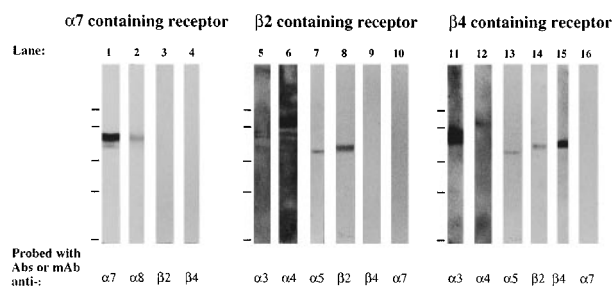 α7 containing receptor β2 containing receptor β4 containing receptor
Lane: 1 2 3 4 5 6 7 8 9 10 11 12 13 14 15 16
Probed with
Abs or mAb
anti-: α7 α8 β2 β4 α3 α4 α5 β2 β4 α7 α3 α4 α5 β2 β4 α7